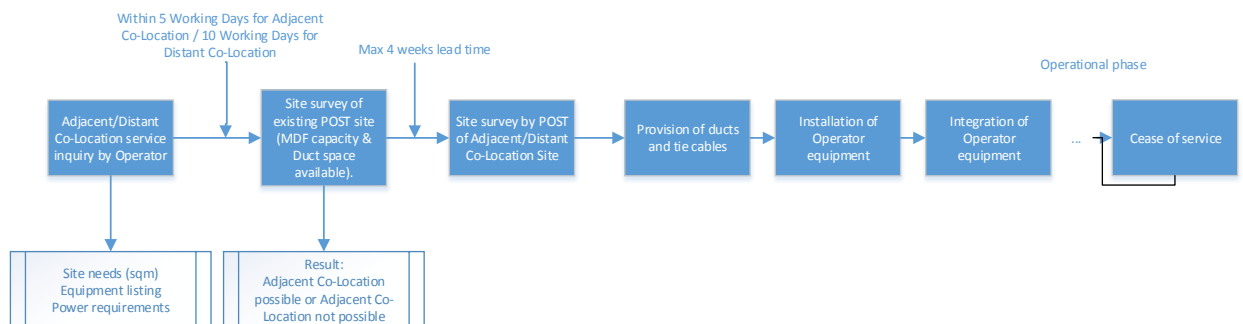 Within 5 Working Days for Adjacent
Co-Location / 10 Working Days for
Distant Co-Location
Max 4 weeks lead time
Operational phase
Adjacent/Distant
Co-Location service
inquiry by Operator
Site survey of
existing POST site
(MDF capacity &
Duct space
available).
Site survey by POST
of Adjacent/Distant
Co-Location Site
Provision of ducts
and tie cables
Installation of
Operator
equipment
Integration of
Operator
equipment
...
Cease of service
Site needs (sqm)
Equipment listing
Power requirements
Result:
Adjacent Co-Location
possible or Adjacent Co-
Location not possible